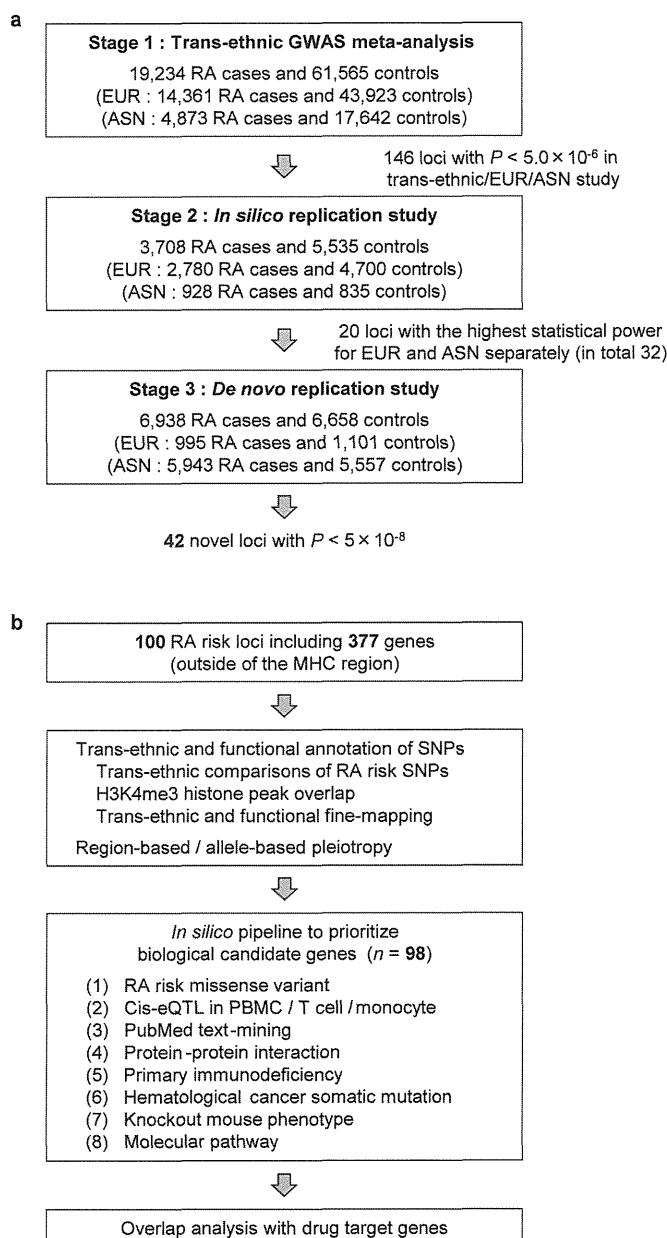 a
Stage 1 : Trans-ethnic GWAS meta-analysis
19,234 RA cases and 61,565 controls
(EUR : 14,361 RA cases and 43,923 controls)
(ASN : 4,873 RA cases and 17,642 controls)
146 loci with P < 5.0 × 10⁻⁶ in
trans-ethnic/EUR/ASN study
Stage 2 : In silico replication study
3,708 RA cases and 5,535 controls
(EUR : 2,780 RA cases and 4,700 controls)
(ASN : 928 RA cases and 835 controls)
20 loci with the highest statistical power
for EUR and ASN separately (in total 32)
Stage 3 : De novo replication study
6,938 RA cases and 6,658 controls
(EUR : 995 RA cases and 1,101 controls)
(ASN : 5,943 RA cases and 5,557 controls)
42 novel loci with P < 5 × 10⁻⁸
b
100 RA risk loci including 377 genes
(outside of the MHC region)
Trans-ethnic and functional annotation of SNPs
Trans-ethnic comparisons of RA risk SNPs
H3K4me3 histone peak overlap
Trans-ethnic and functional fine-mapping
Region-based / allele-based pleiotropy
In silico pipeline to prioritize
biological candidate genes (n = 98)
(1) RA risk missense variant
(2) Cis-eQTL in PBMC / T cell / monocyte
(3) PubMed text-mining
(4) Protein-protein interaction
(5) Primary immunodeficiency
(6) Hematological cancer somatic mutation
(7) Knockout mouse phenotype
(8) Molecular pathway
Overlap analysis with drug target genes